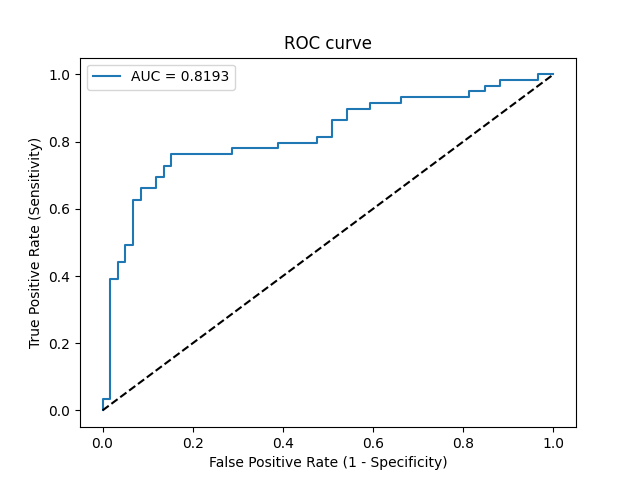 ROC curve
AUC = 0.8193
True Positive Rate (Sensitivity)
1.0
0.8
0.6
0.4
0.2
0.0
0.0 0.2 0.4 0.6 0.8 1.0
False Positive Rate (1 - Specificity)